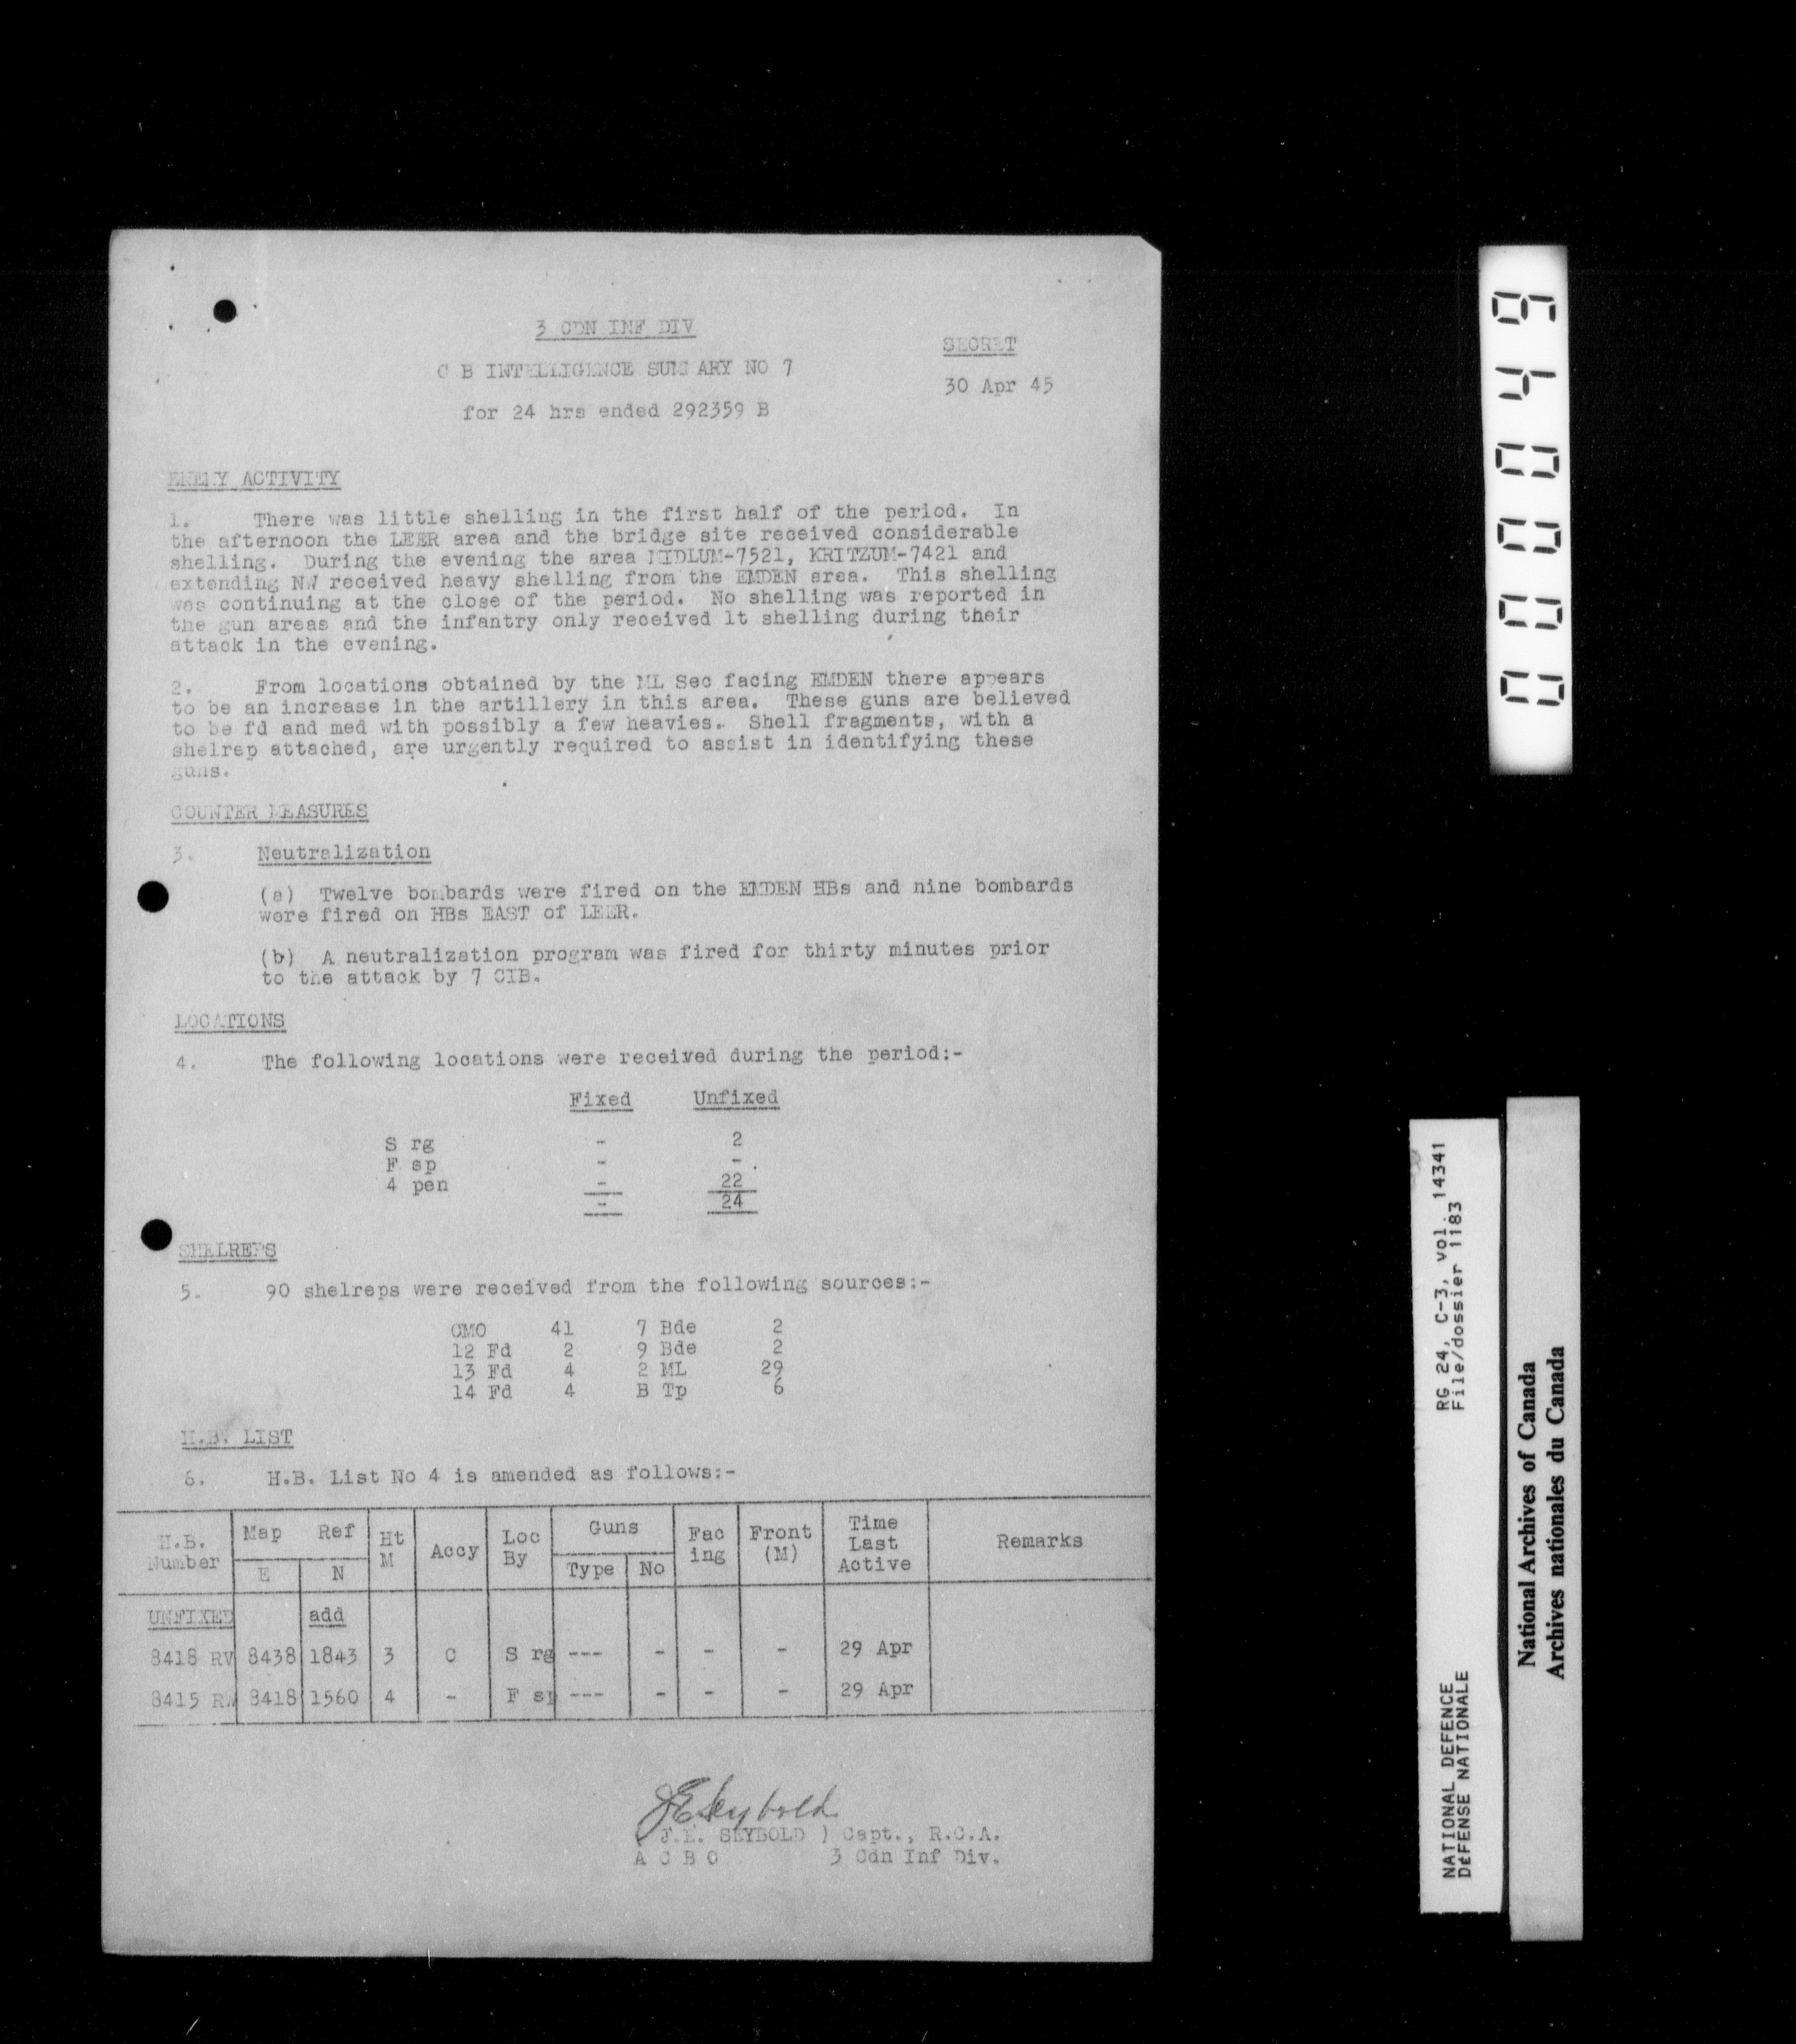 3 CDN INF DIV
SECRET
C B INTELLIGENCE SUM ARY NO 7
30 Apr 45
for 24 hrs ended 292359 B
ENEMY ACTIVITY
1. There was little shelling in the first half of the period. In
the afternoon the LEER area and the bridge site received considerable
shelling. During the evening the area MIDLUM-7521, KRITZUM-7421 and
extending NW received heavy shelling from the EMDEN area. This shelling
was continuing at the close of the period. No shelling was reported in
the gun areas and the infantry only received lt shelling during their
attack in the evening.
2. From locations obtained by the ML Sec facing EMDEN there appears
to be an increase in the artillery in this area. These guns are believed
to be fd and med with possibly a few heavies. Shell fragments, with a
shelrep attached, are urgently required to assist in identifying these
guns.
COUNTER MEASURES
3. Neutralization
(a) Twelve bombards were fired on the EMDEN HBs and nine bombards
were fired on HBs EAST of LEER.
(b) A neutralization program was fired for thirty minutes prior
to the attack by 7 CIB.
LOCATIONS
4. The following locations were received during the period:-
Fixed Unfixed
S rg - 2
F sp - -
4 pen - 22
- 24
SHELREPS
5. 90 shelreps were received from the following sources:-
CMO 41 7 Bde 2
12 Fd 2 9 Bde 2
13 Fd 4 2 ML 29
14 Fd 4 B Tp 6
H.B. LIST
6. H.B. List No 4 is amended as follows:-
H.B. Number Map Ref E N Ht M Accy Loc By Guns Type No Fac ing Front (M) Time Last Active Remarks
UNFIXED add
8418 RV 8438 1843 3 C S rg --- - - - 29 Apr
8415 RW 8418 1560 4 - F sp --- - - - 29 Apr
JE Seybold
( J.E. SEYBOLD ) Capt., R.C.A.
A C B O 3 Cdn Inf Div.
000049
RG 24, C-3, vol. 14341
File/dossier 1183
NATIONAL DEFENCE
DÉFENSE NATIONALE
National Archives of Canada
Archives nationales du Canada